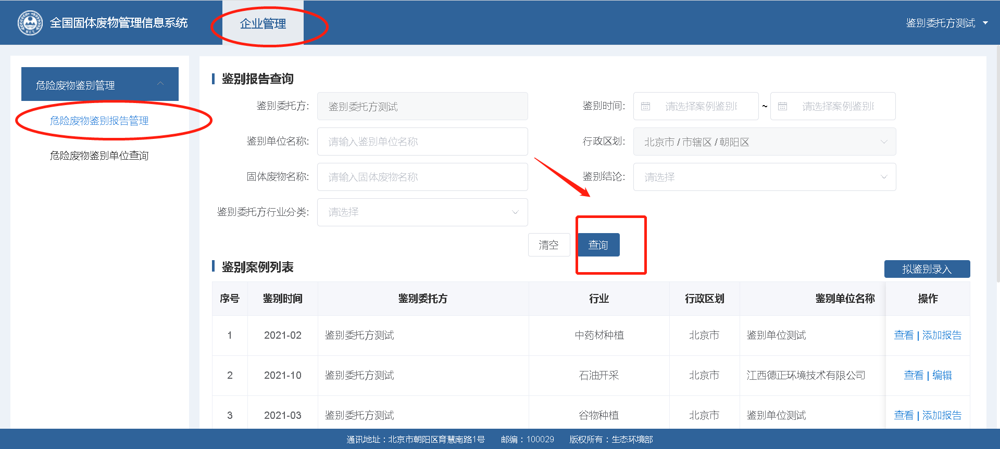 全国固体废物管理信息系统
企业管理
鉴别委托方测试
危险废物鉴别管理
危险废物鉴别报告管理
危险废物鉴别单位查询
鉴别报告查询
鉴别委托方: 鉴别委托方测试
鉴别时间: 请选择案例鉴别 ~ 请选择案例鉴别
鉴别单位名称: 请输入鉴别单位名称
行政区划: 北京市 / 市辖区 / 朝阳区
固体废物名称: 请输入固体废物名称
鉴别结论: 请选择
鉴别委托方行业分类: 请选择
清空 查询
鉴别案例列表
拟鉴别录入
序号 鉴别时间 鉴别委托方 行业 行政区划 鉴别单位名称 操作
1 2021-02 鉴别委托方测试 中药材种植 北京市 鉴别单位测试 查看 | 添加报告
2 2021-10 鉴别委托方测试 石油开采 北京市 江西德正环境技术有限公司 查看 | 编辑
3 2021-03 鉴别委托方测试 谷物种植 北京市 鉴别单位测试 查看 | 添加报告
通讯地址：北京市朝阳区育慧南路1号 邮编：100029 版权所有：生态环境部